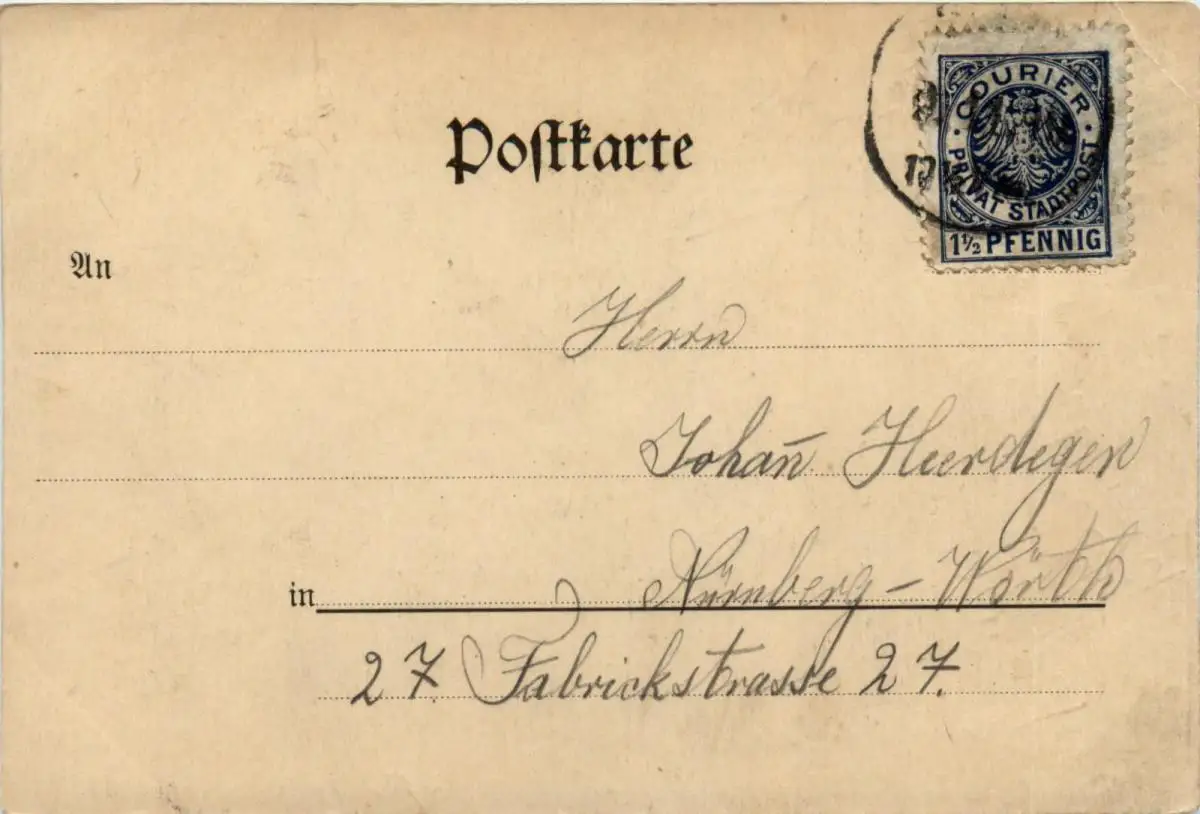 Postkarte
COURIER
PRIVAT STADTPOST
1½ PFENNIG
An
Herrn
Johan̄ Heerdegen
in Nürnberg - Wörth
27 Fabrickstrasse 27.